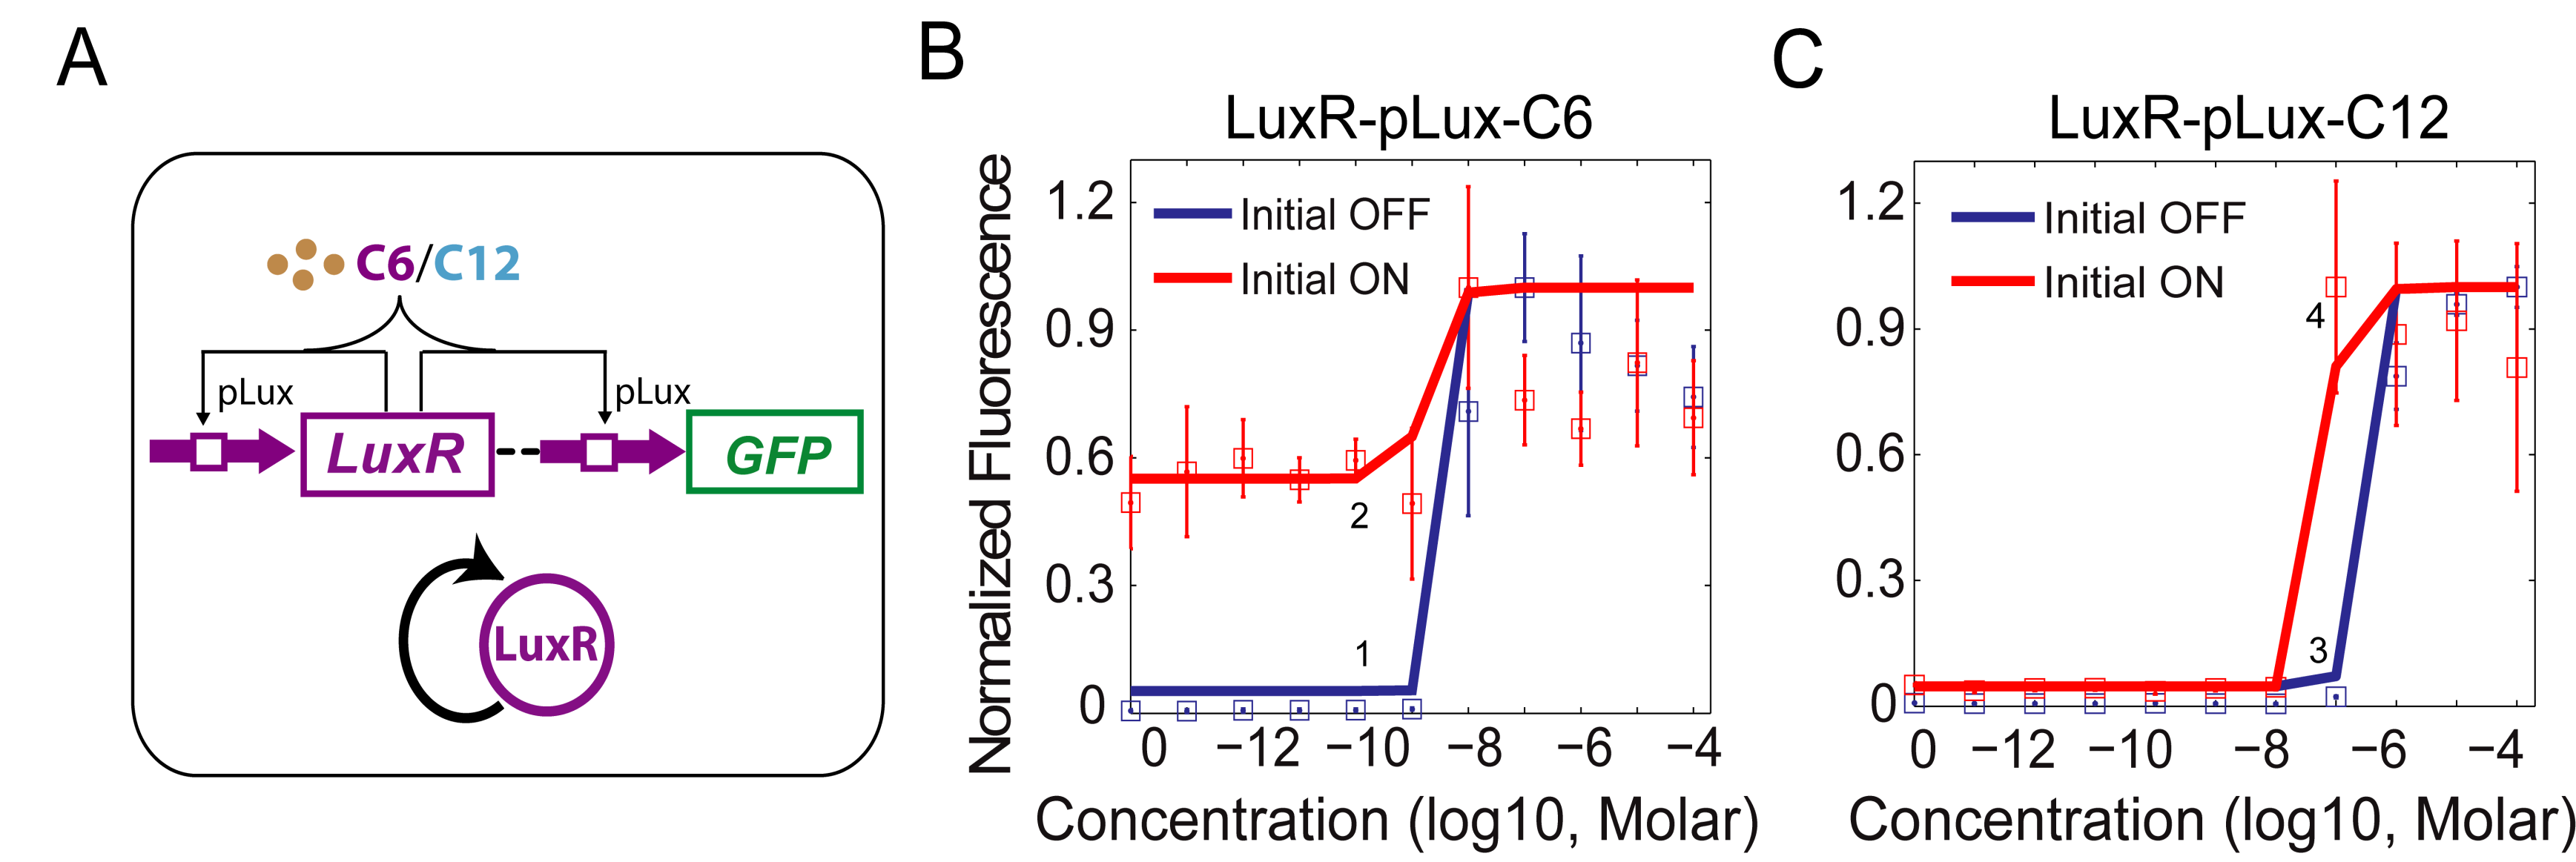 A
C6/C12
pLux
pLux
LuxR
GFP
LuxR
B
LuxR-pLux-C6
Normalized Fluorescence
1.2
0.9
0.6
0.3
0
Initial OFF
Initial ON
2
1
0
−12
−10
−8
−6
−4
Concentration (log10, Molar)
C
LuxR-pLux-C12
1.2
0.9
0.6
0.3
0
Initial OFF
Initial ON
4
3
0
−12
−10
−8
−6
−4
Concentration (log10, Molar)